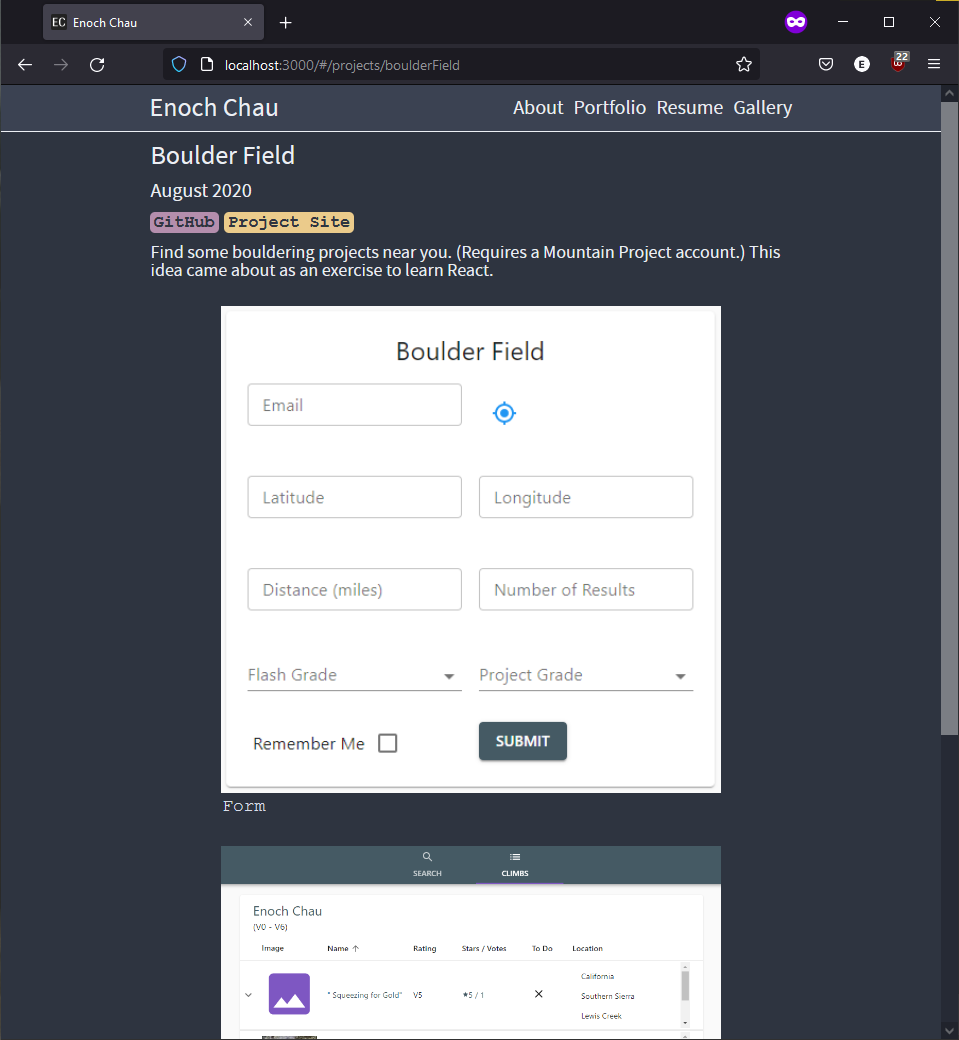 EC Enoch Chau
localhost:3000/#/projects/boulderField
E
22
Enoch Chau
About Portfolio Resume Gallery
Boulder Field
August 2020
GitHub Project Site
Find some bouldering projects near you. (Requires a Mountain Project account.) This
idea came about as an exercise to learn React.
Boulder Field
Email
Latitude Longitude
Distance (miles) Number of Results
Flash Grade Project Grade
Remember Me SUBMIT
Form
SEARCH CLIMBS
Enoch Chau
(V0 - V6)
Image Name ↑ Rating Stars / Votes To Do Location
California
" Squeezing for Gold" V5 ★5 / 1 Southern Sierra
Lewis Creek